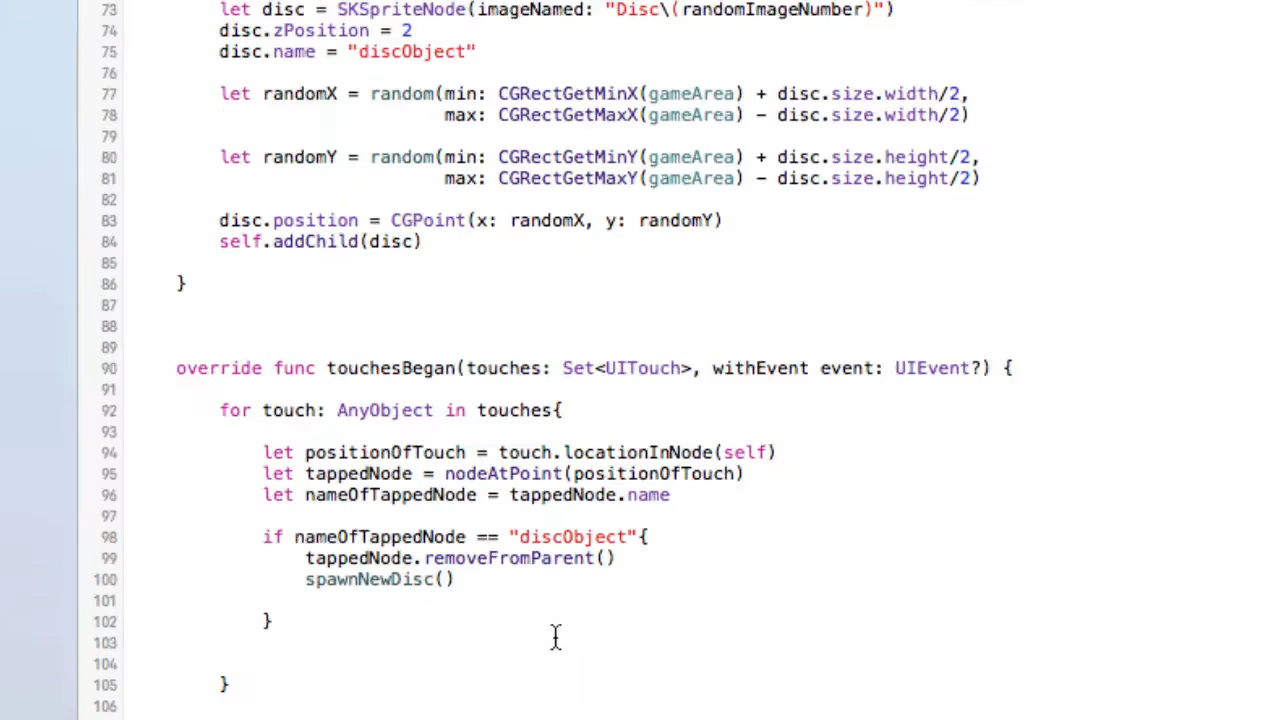 73 let disc = SKSpriteNode(imageNamed: "Disc\(randomImageNumber)")
74 disc.zPosition = 2
75 disc.name = "discObject"
76
77 let randomX = random(min: CGRectGetMinX(gameArea) + disc.size.width/2,
78 max: CGRectGetMaxX(gameArea) - disc.size.width/2)
79
80 let randomY = random(min: CGRectGetMinY(gameArea) + disc.size.height/2,
81 max: CGRectGetMaxY(gameArea) - disc.size.height/2)
82
83 disc.position = CGPoint(x: randomX, y: randomY)
84 self.addChild(disc)
85
86 }
87
88
89
90 override func touchesBegan(touches: Set<UITouch>, withEvent event: UIEvent?) {
91
92 for touch: AnyObject in touches{
93
94 let positionOfTouch = touch.locationInNode(self)
95 let tappedNode = nodeAtPoint(positionOfTouch)
96 let nameOfTappedNode = tappedNode.name
97
98 if nameOfTappedNode == "discObject"{
99 tappedNode.removeFromParent()
100 spawnNewDisc()
101
102 }
103
104
105 }
106